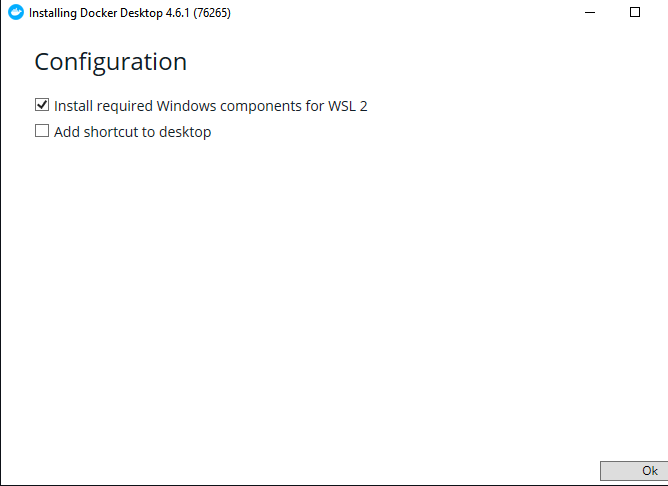 Installing Docker Desktop 4.6.1 (76265)
Configuration
Install required Windows components for WSL 2
Add shortcut to desktop
Ok